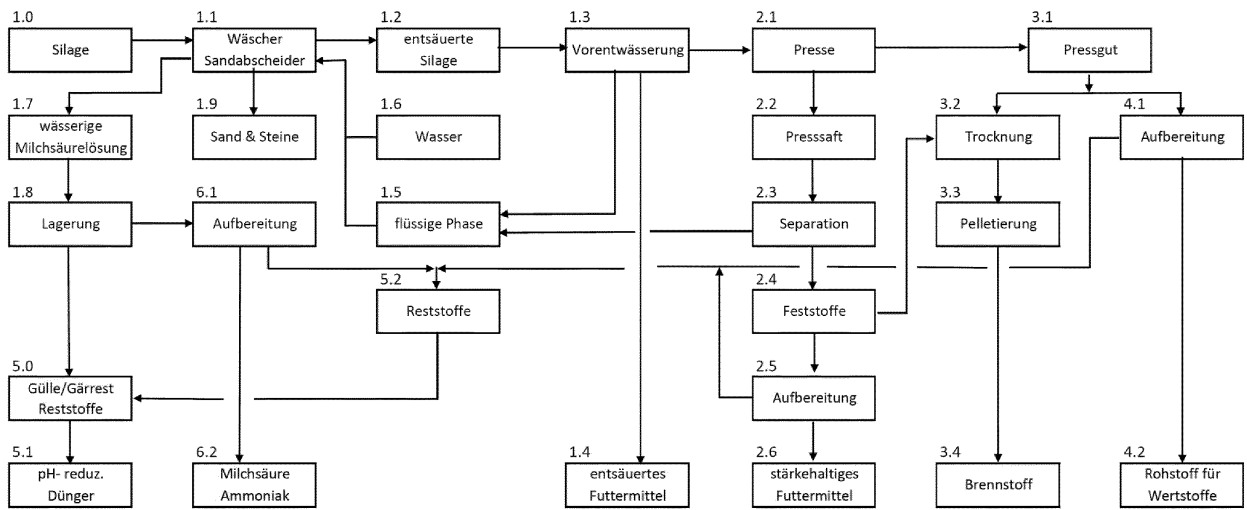 1.0
Silage
1.1
Wäscher
Sandabscheider
1.2
entsäuerte
Silage
1.3
Vorentwässerung
2.1
Presse
3.1
Pressgut
1.7
wässerige
Milchsäurelösung
1.9
Sand & Steine
1.6
Wasser
2.2
Presssaft
3.2
Trocknung
4.1
Aufbereitung
1.8
Lagerung
6.1
Aufbereitung
1.5
flüssige Phase
2.3
Separation
3.3
Pelletierung
5.2
Reststoffe
2.4
Feststoffe
5.0
Gülle/Gärrest
Reststoffe
2.5
Aufbereitung
5.1
pH- reduz.
Dünger
6.2
Milchsäure
Ammoniak
1.4
entsäuertes
Futtermittel
2.6
stärkehaltiges
Futtermittel
3.4
Brennstoff
4.2
Rohstoff für
Wertstoffe